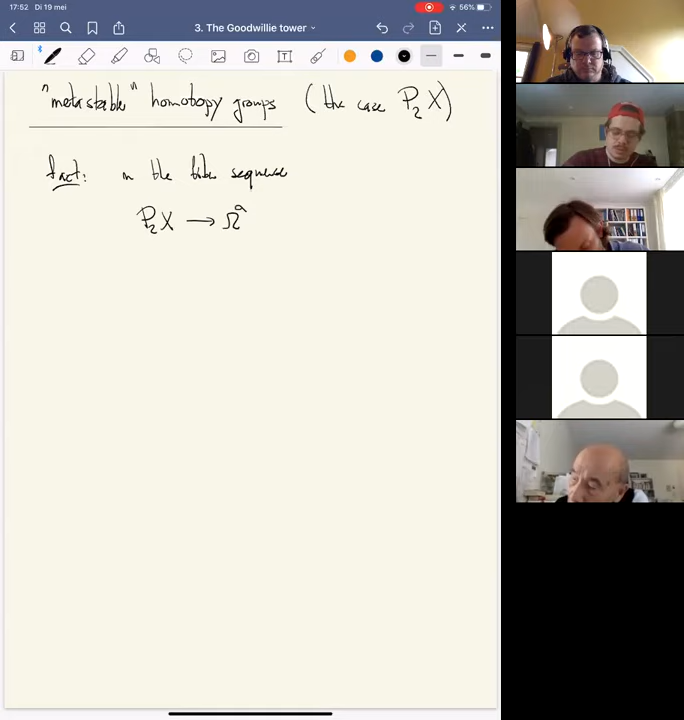 17:52 Di 19 mei
56%
3. The Goodwillie tower
"metastable" homotopy groups (the case P₂X)
fact: in the fiber sequence
P₂X → Ω^∞